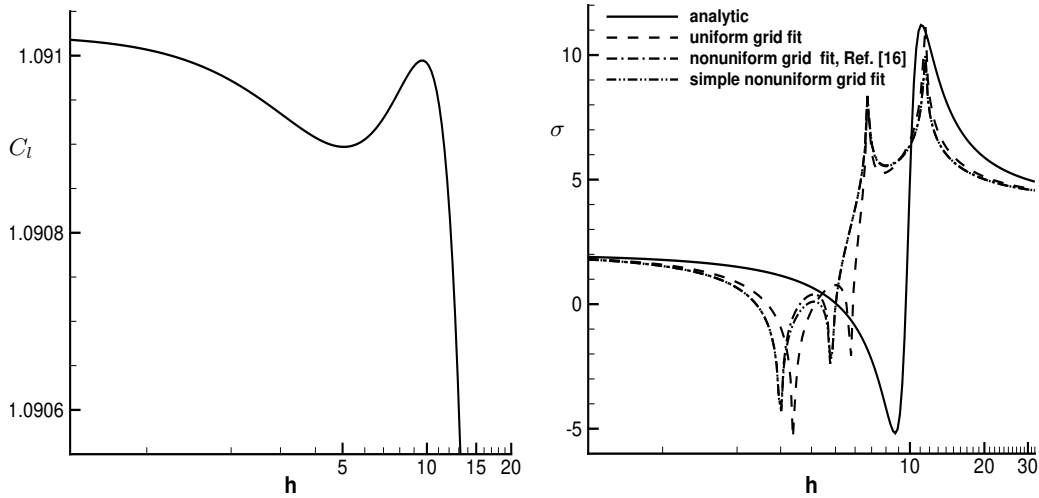 1.091
C_l
1.0908
1.0906
5
10
15
20
h
analytic
uniform grid fit
nonuniform grid fit, Ref. [16]
simple nonuniform grid fit
10
σ
5
0
-5
10
20
30
h